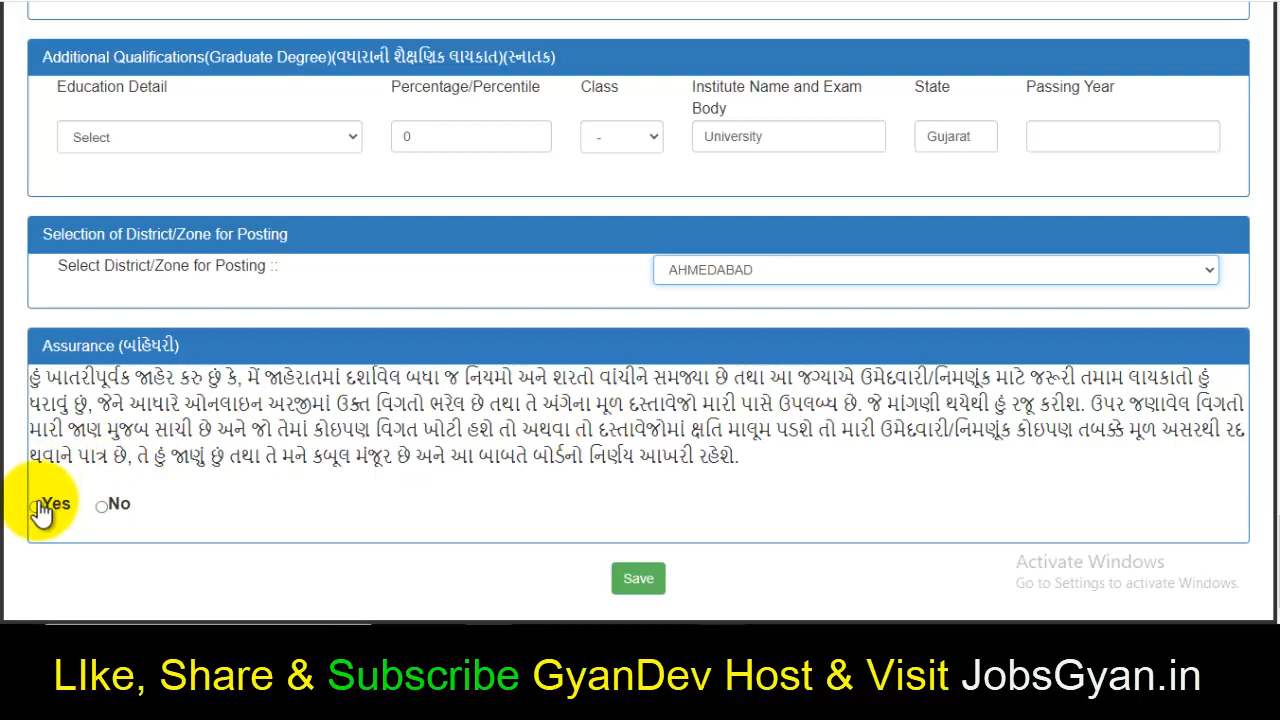 Additional Qualifications(Graduate Degree)(વધારાની શૈક્ષણિક લાયકાત)(સ્નાતક)
Education Detail Percentage/Percentile Class Institute Name and Exam Body State Passing Year
Select 0 - University Gujarat
Selection of District/Zone for Posting
Select District/Zone for Posting :: AHMEDABAD
Assurance (બાંહેધરી)
હું ખાતરીપૂર્વક જાહેર કરુ છું કે, મેં જાહેરાતમાં દર્શાવેલ બધા જ નિયમો અને શરતો વાંચીને સમજ્યા છે તથા આ જગ્યાએ ઉમેદવારી/નિમણૂંક માટે જરૂરી તમામ લાયકાતો હું
ધરાવું છું, જેને આધારે ઓનલાઇન અરજીમાં ઉક્ત વિગતો ભરેલ છે તથા તે અંગેના મૂળ દસ્તાવેજો મારી પાસે ઉપલબ્ધ છે. જે માંગણી થયેથી હું રજૂ કરીશ. ઉપર જણાવેલ વિગતો
મારી જાણ મુજબ સાચી છે અને જો તેમાં કોઇપણ વિગત ખોટી હશે તો અથવા તો દસ્તાવેજોમાં ક્ષતિ માલૂમ પડશે તો મારી ઉમેદવારી/નિમણૂંક કોઇપણ તબક્કે મૂળ અસરથી રદ
થવાને પાત્ર છે, તે હું જાણું છું તથા તે મને કબૂલ મંજૂર છે અને આ બાબતે બોર્ડનો નિર્ણય આખરી રહેશે.
Yes No
Save
Activate Windows
Go to Settings to activate Windows.
LIke, Share & Subscribe GyanDev Host & Visit JobsGyan.in